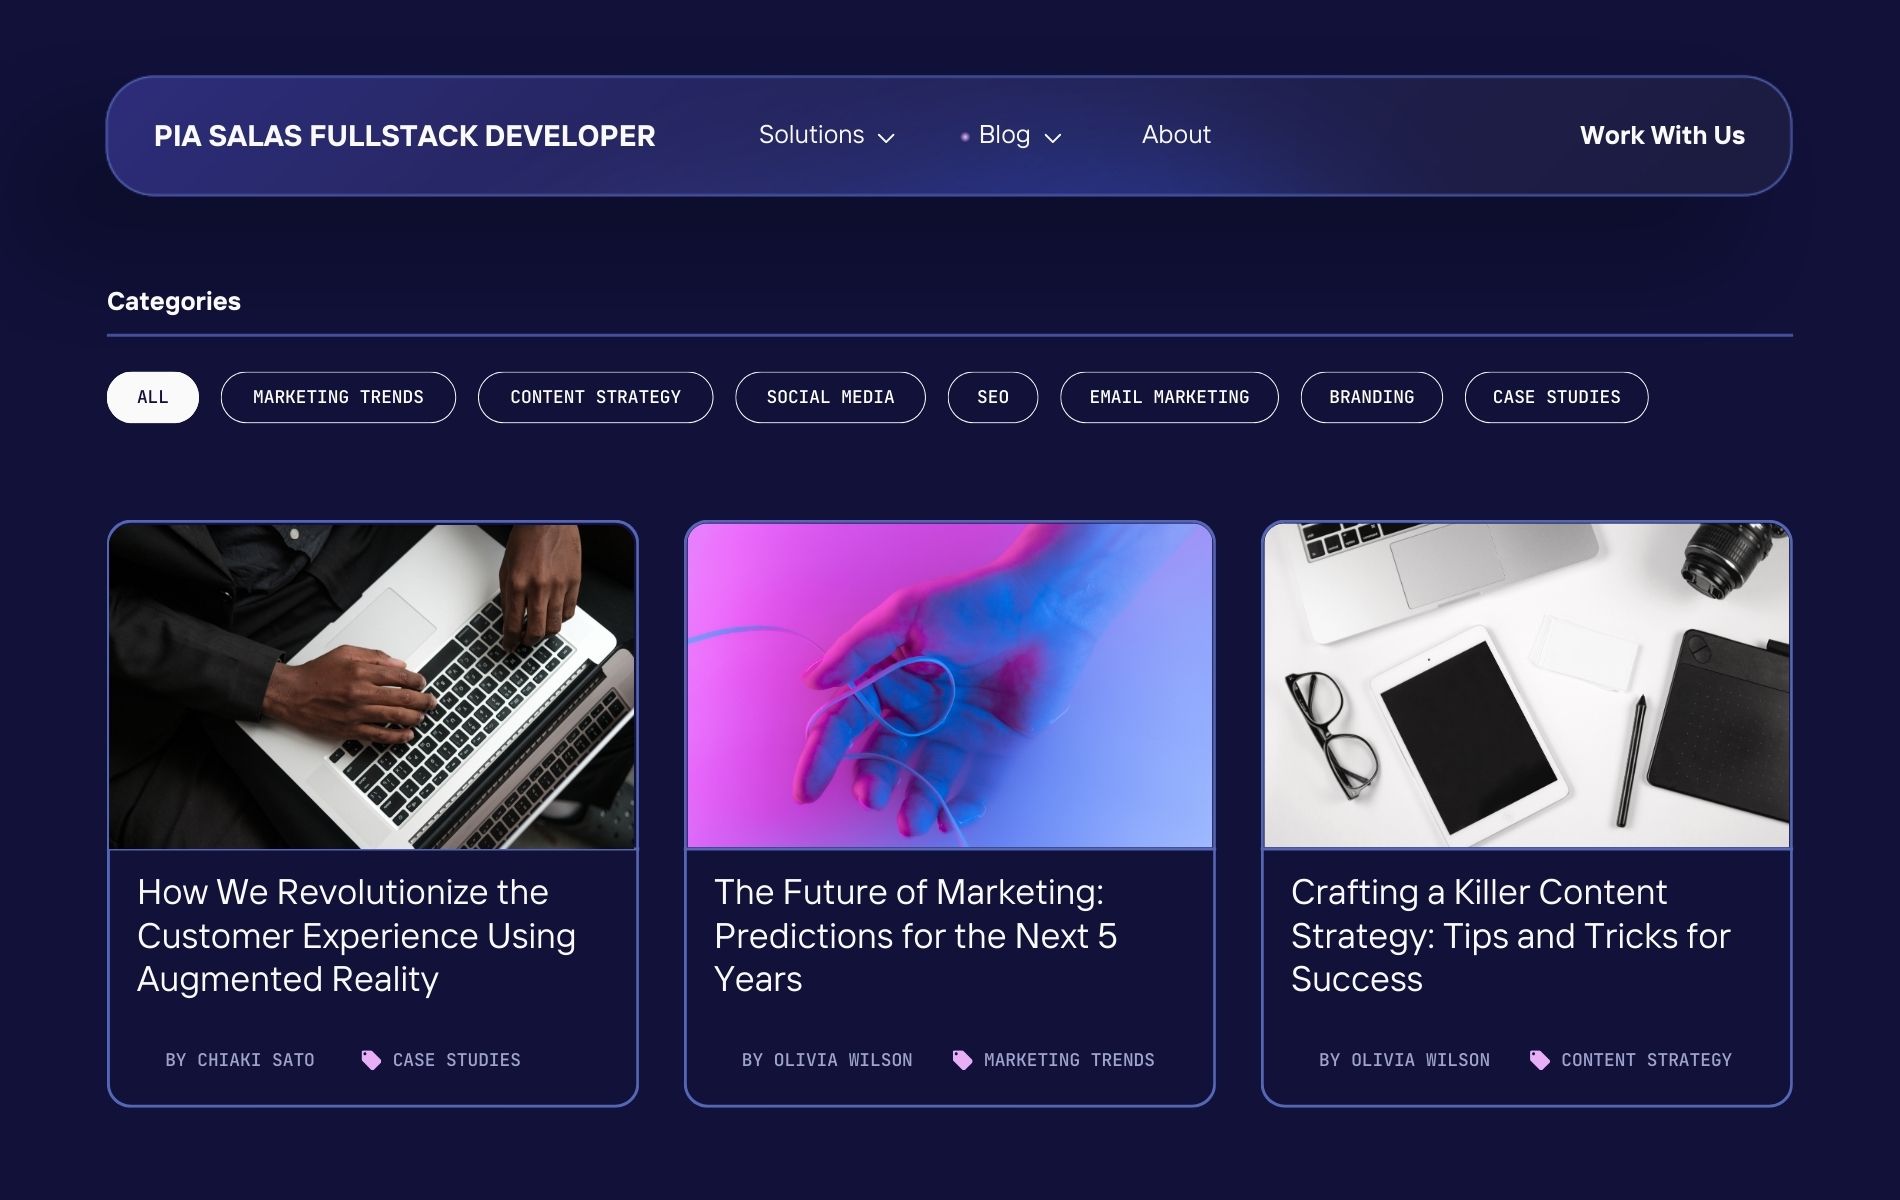 PIA SALAS FULLSTACK DEVELOPER
Solutions
Blog
About
Work With Us
Categories
ALL
MARKETING TRENDS
CONTENT STRATEGY
SOCIAL MEDIA
SEO
EMAIL MARKETING
BRANDING
CASE STUDIES
How We Revolutionize the
Customer Experience Using
Augmented Reality
BY CHIAKI SATO
CASE STUDIES
The Future of Marketing:
Predictions for the Next 5
Years
BY OLIVIA WILSON
MARKETING TRENDS
Crafting a Killer Content
Strategy: Tips and Tricks for
Success
BY OLIVIA WILSON
CONTENT STRATEGY